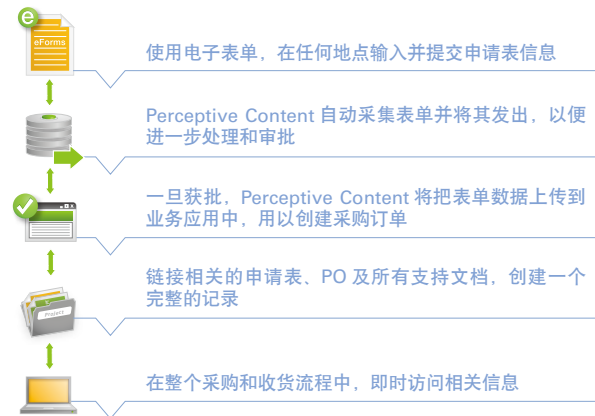 e
eForms
使用电子表单，在任何地点输入并提交申请表信息
Perceptive Content 自动采集表单并将其发出，以便
进一步处理和审批
一旦获批，Perceptive Content 将把表单数据上传到
业务应用中，用以创建采购订单
链接相关的申请表、PO 及所有支持文档，创建一个
完整的记录
Project
在整个采购和收货流程中，即时访问相关信息